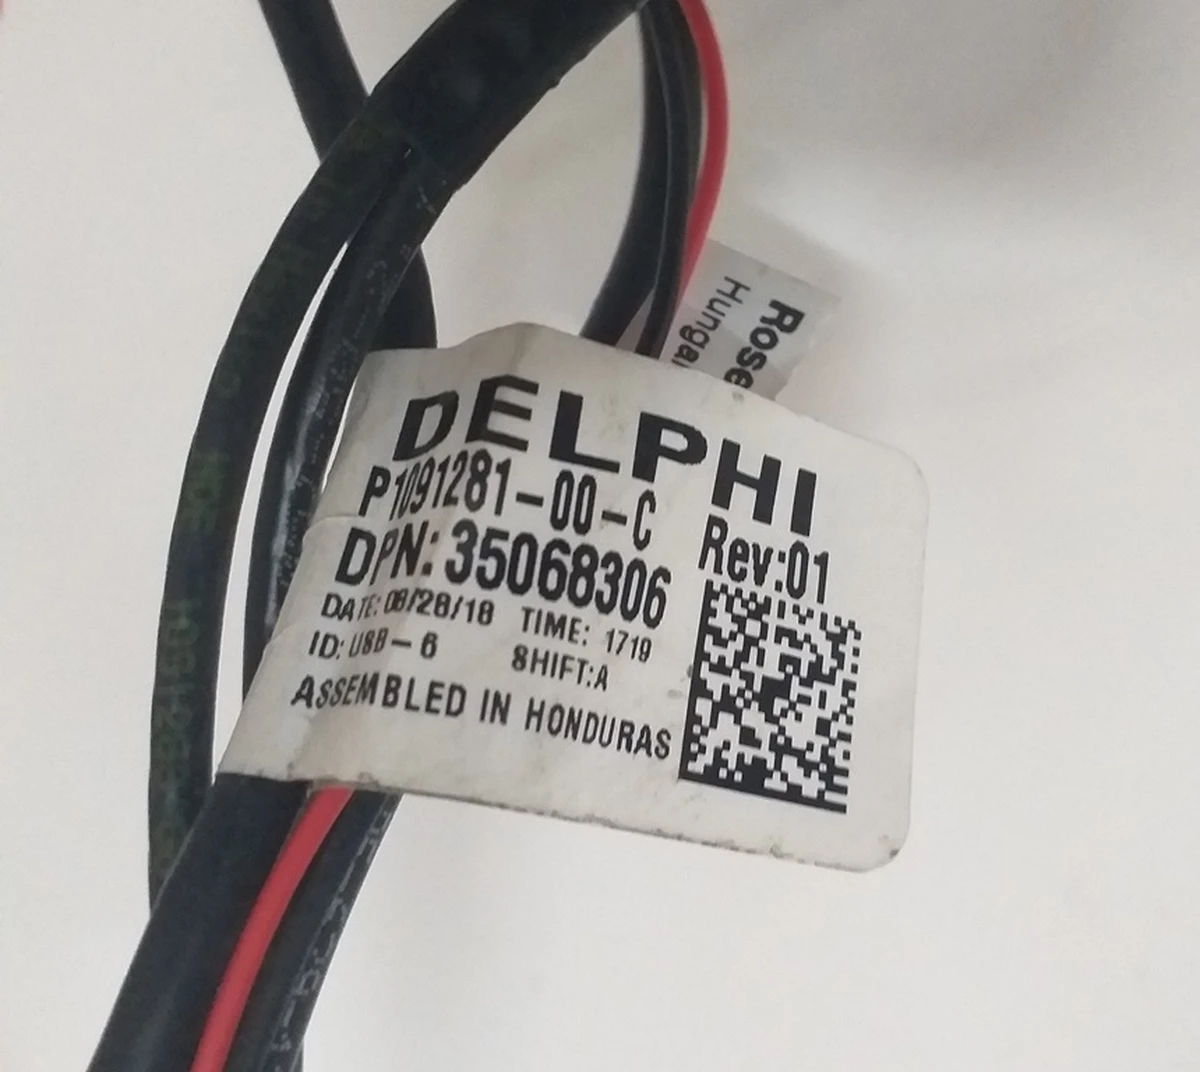 Rose
Hunga
DELPHI
P1091281-00-C
Rev:01
DPN: 35068306
DATE: 08/28/18 TIME: 1719
ID: USB-6 SHIFT:A
ASSEMBLED IN HONDURAS